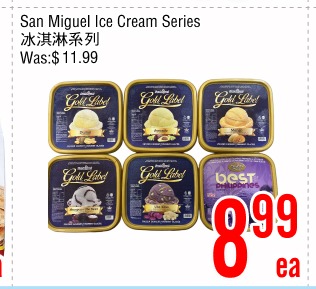 San Miguel Ice Cream Series
冰淇淋系列
Was:$11.99
Gold Label
Gold Label
Gold Label
Gold Label
Gold Label
BEST
PHILIPPINES
8.99
ea